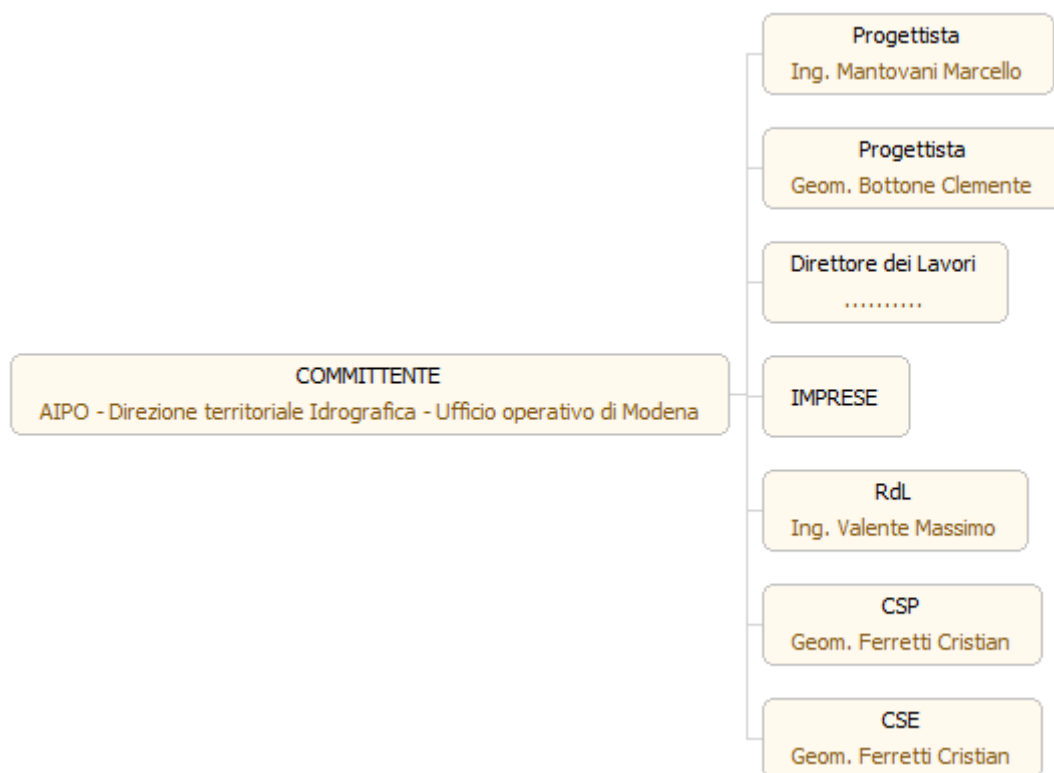 Progettista
Ing. Mantovani Marcello
Progettista
Geom. Bottone Clemente
Direttore dei Lavori
..........
COMMITTENTE
AIPO - Direzione territoriale Idrografica - Ufficio operativo di Modena
IMPRESE
RdL
Ing. Valente Massimo
CSP
Geom. Ferretti Cristian
CSE
Geom. Ferretti Cristian